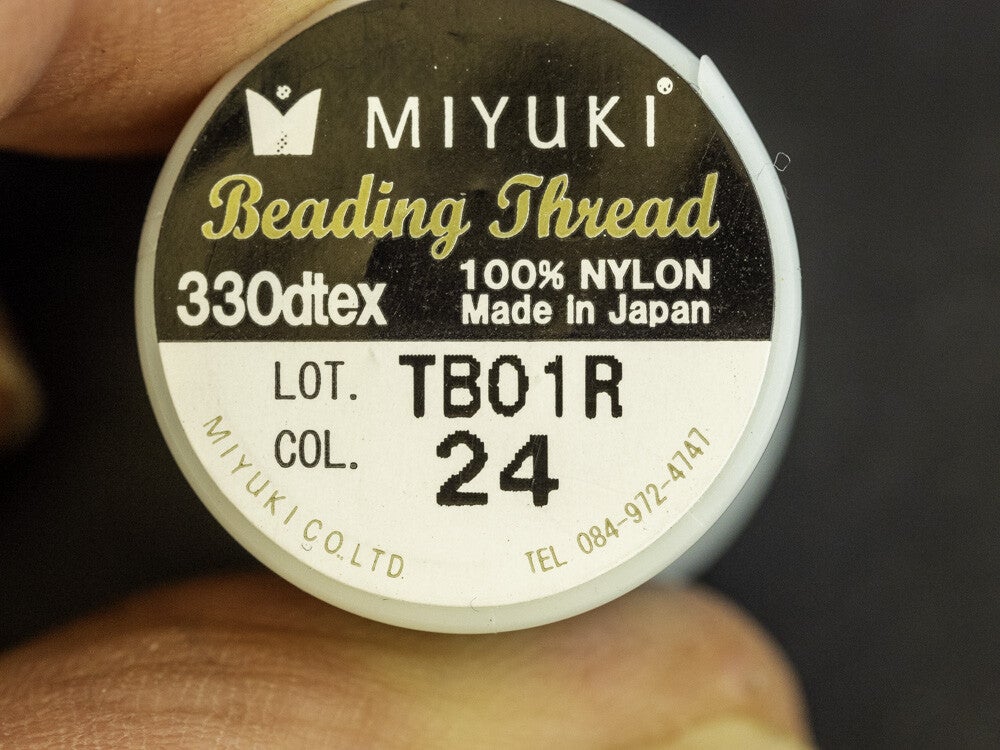 MIYUKI
Beading Thread
330dtex
100% NYLON
Made in Japan
LOT. TB01R
COL. 24
MIYUKI CO.,LTD
TEL 084-972-4747